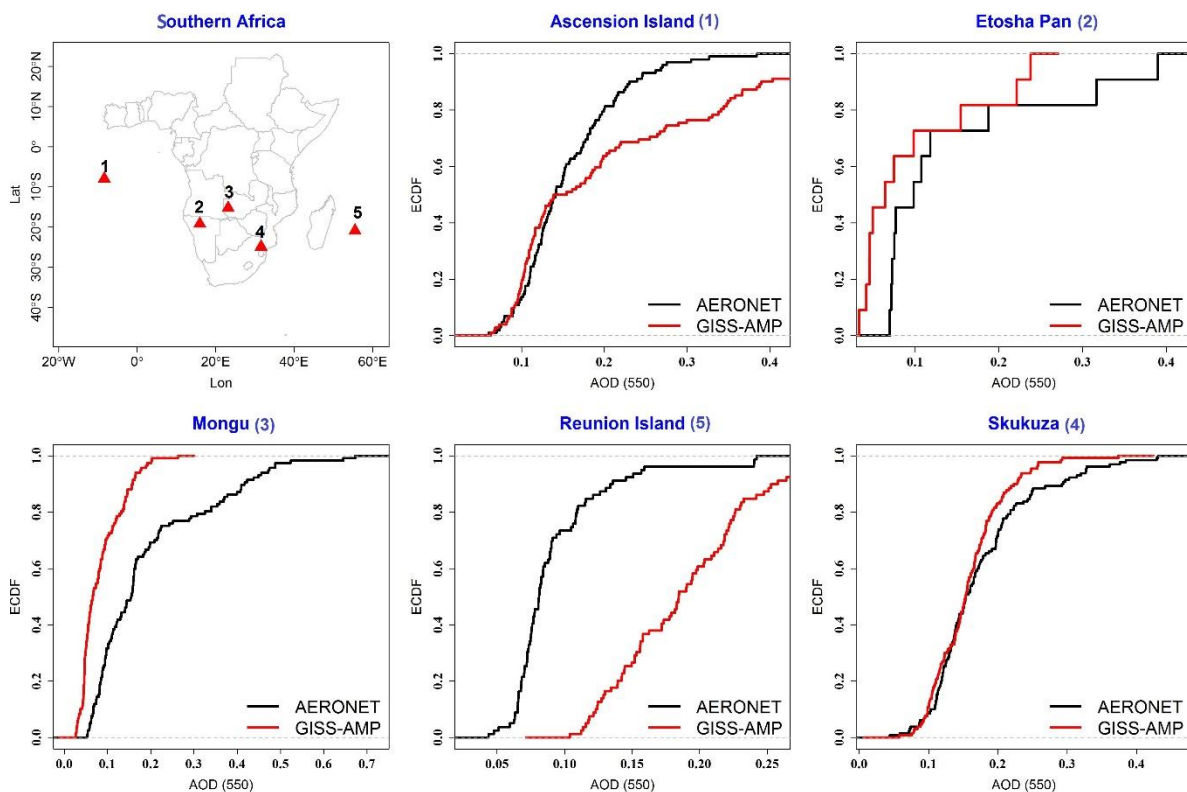 Southern Africa
20°N
10°N
0°
10°S
20°S
30°S
40°S
Lat
1
2
3
4
5
20°W
0°
20°E
40°E
60°E
Lon
Ascension Island (1)
1.0
0.8
0.6
0.4
0.2
0.0
ECDF
AERONET
GISS-AMP
0.1
0.2
0.3
0.4
AOD (550)
Etosha Pan (2)
1.0
0.8
0.6
0.4
0.2
0.0
ECDF
AERONET
GISS-AMP
0.1
0.2
0.3
0.4
AOD (550)
Mongu (3)
1.0
0.8
0.6
0.4
0.2
0.0
ECDF
AERONET
GISS-AMP
0.0
0.1
0.2
0.3
0.4
0.5
0.6
0.7
AOD (550)
Reunion Island (5)
1.0
0.8
0.6
0.4
0.2
0.0
ECDF
AERONET
GISS-AMP
0.05
0.10
0.15
0.20
0.25
AOD (550)
Skukuza (4)
1.0
0.8
0.6
0.4
0.2
0.0
ECDF
AERONET
GISS-AMP
0.0
0.1
0.2
0.3
0.4
AOD (550)